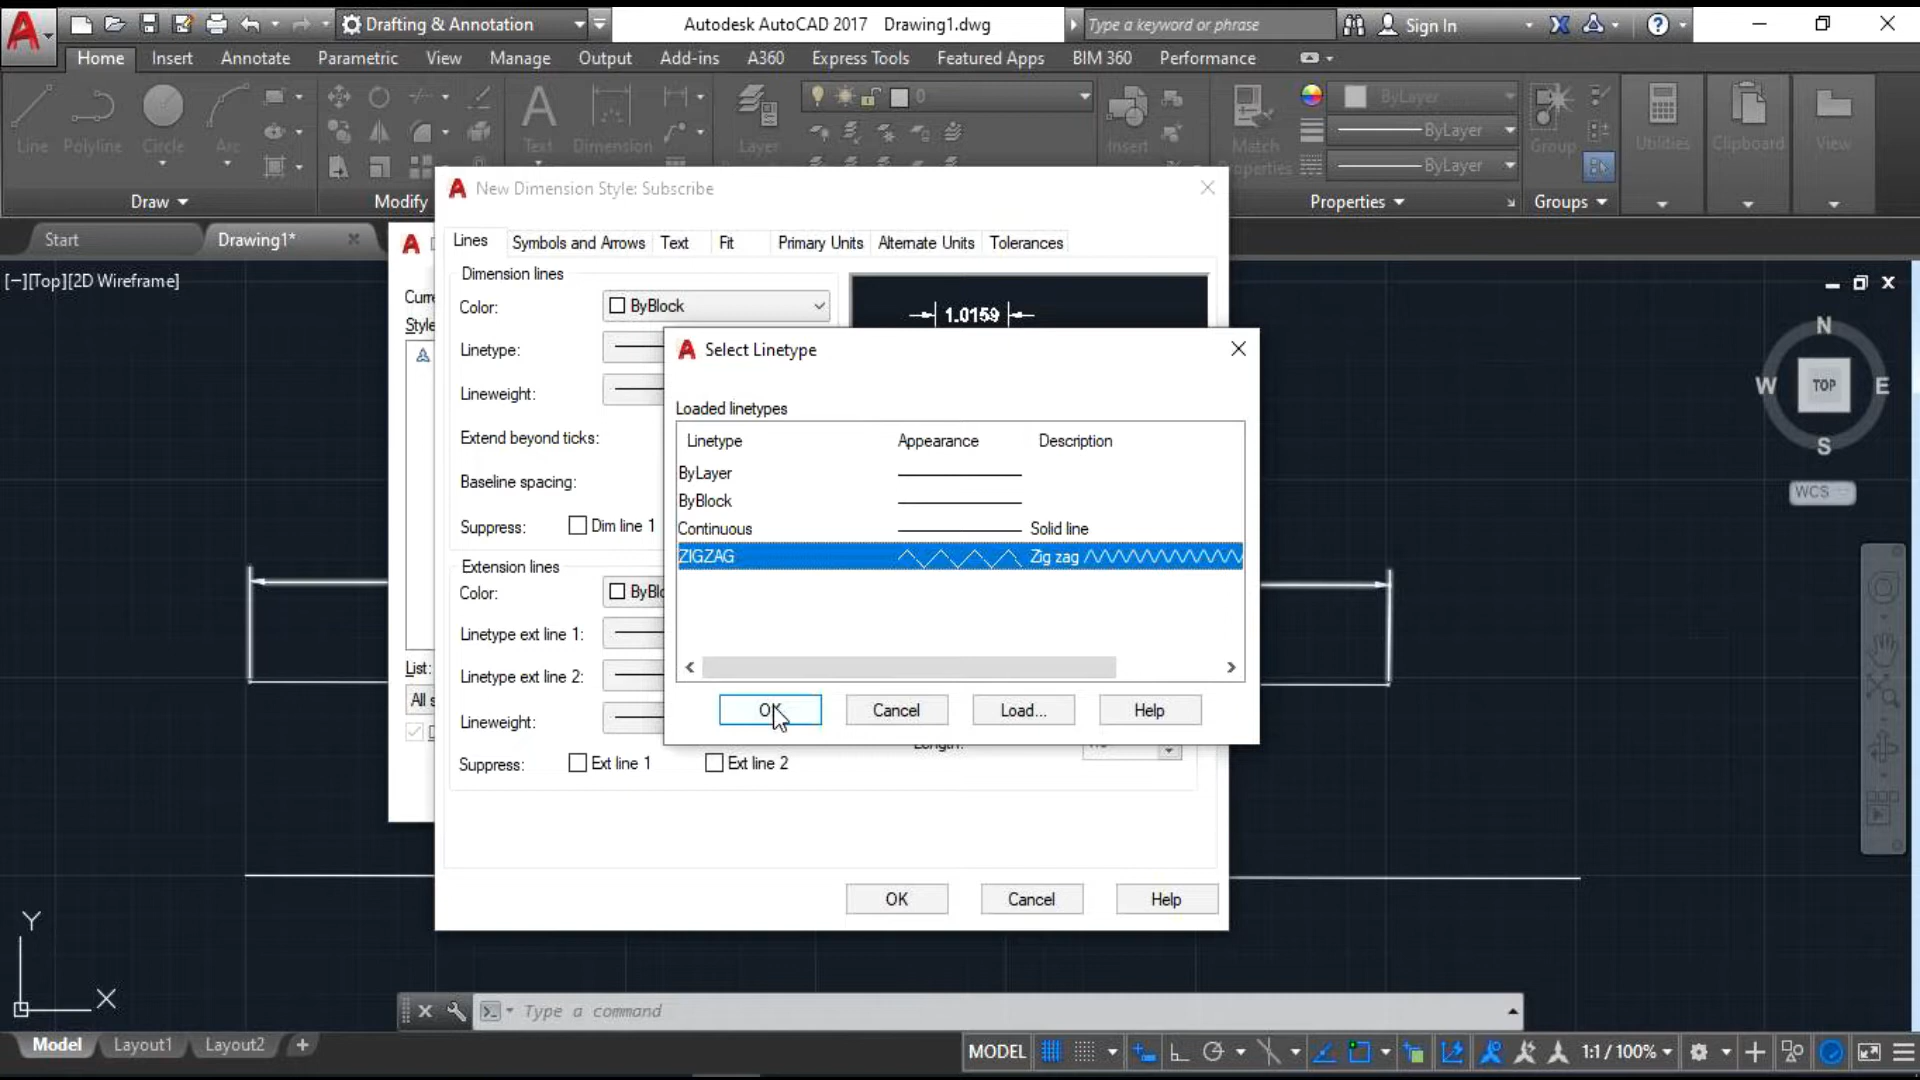 Drafting & Annotation
Autodesk AutoCAD 2017 Drawing1.dwg
Type a keyword or phrase
Sign In
Home Insert Annotate Parametric View Manage Output Add-ins A360 Express Tools Featured Apps BIM 360 Performance
0
ByLayer
ByLayer
ByLayer
Line Polyline Circle Arc Text Dimension Layer Insert Match Properties Group Utilities Clipboard View
Draw Modify Properties Groups
Start Drawing1*
[–][Top][2D Wireframe]
N
W TOP E
S
WCS
New Dimension Style: Subscribe
Lines Symbols and Arrows Text Fit Primary Units Alternate Units Tolerances
Dimension lines
Color: ByBlock
Linetype:
Lineweight:
Extend beyond ticks:
Baseline spacing:
Suppress: Dim line 1
1.0159
Extension lines
Color:
Linetype ext line 1:
Linetype ext line 2:
Lineweight:
Suppress: Ext line 1 Ext line 2
OK Cancel Help
List:
Select Linetype
Loaded linetypes
Linetype Appearance Description
ByLayer
ByBlock
Continuous Solid line
ZIGZAG Zig zag /\/\/\/\/\/\/\/\/\/\/\/\
OK Cancel Load... Help
Y
X
Type a command
Model Layout1 Layout2 +
MODEL 1:1 / 100%